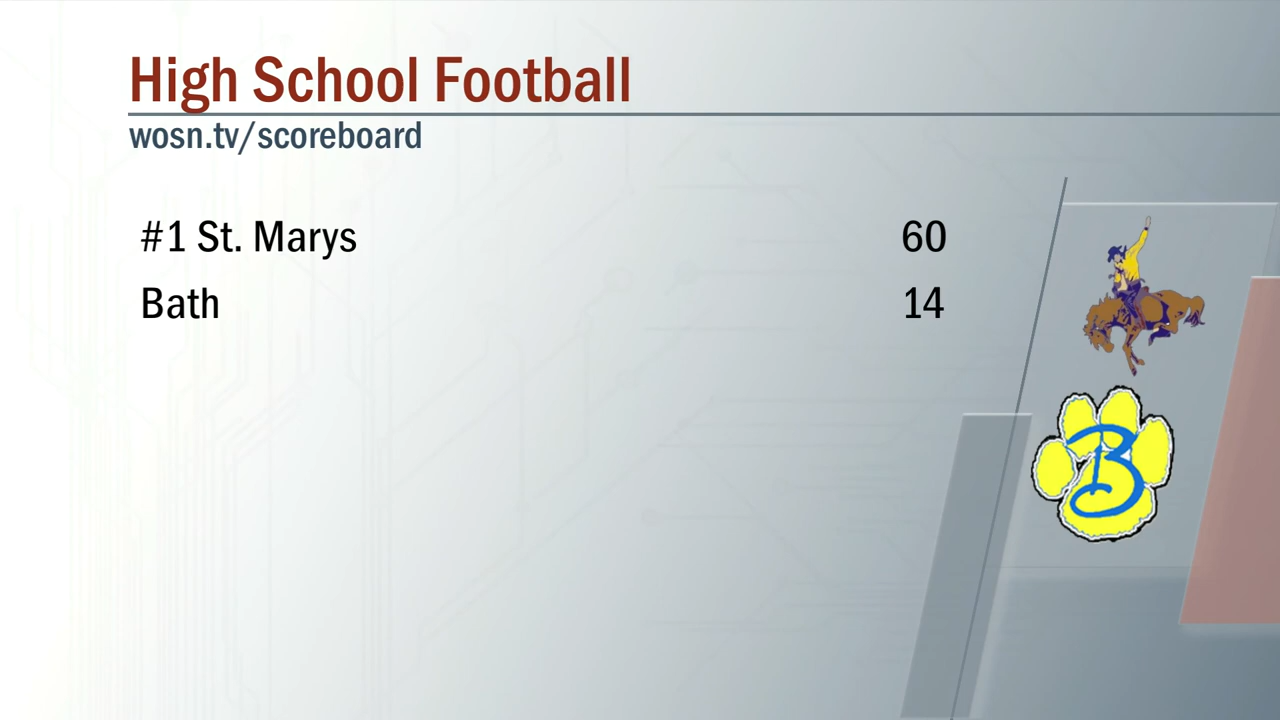 High School Football
wosn.tv/scoreboard
#1 St. Marys 60
Bath 14
B